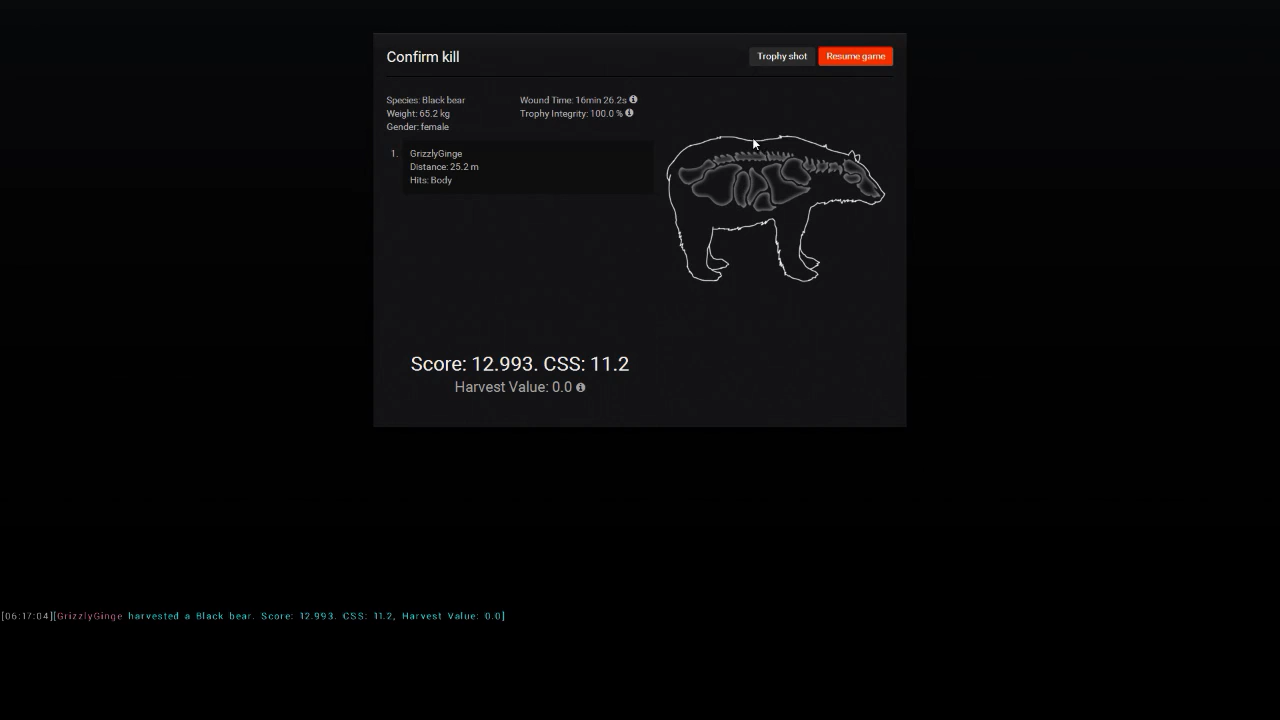 Confirm kill
Trophy shot
Resume game
Species: Black bear
Weight: 65.2 kg
Gender: female
Wound Time: 16min 26.2s
Trophy Integrity: 100.0 %
1. GrizzlyGinge
Distance: 25.2 m
Hits: Body
Score: 12.993. CSS: 11.2
Harvest Value: 0.0
[06:17:04][GrizzlyGinge harvested a Black bear. Score: 12.993. CSS: 11.2, Harvest Value: 0.0]